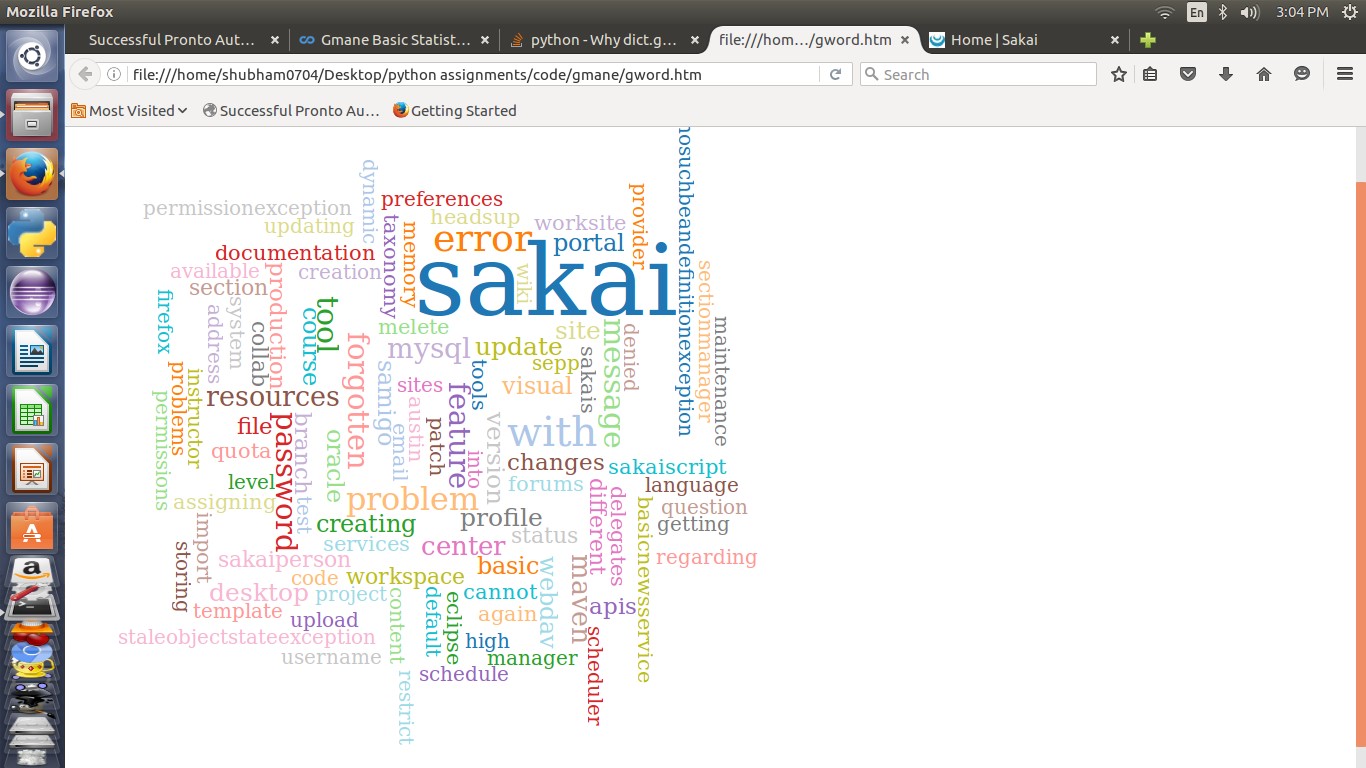 Mozilla Firefox
En
3:04 PM
Successful Pronto Aut...
Gmane Basic Statist...
python - Why dict.g...
file:///hom.../gword.htm
Home | Sakai
file:///home/shubham0704/Desktop/python assignments/code/gmane/gword.htm
Search
Most Visited
Successful Pronto Au...
Getting Started
dynamic
preferences
permissionexception
updating
headsup
worksite
provider
nosuchbeandefinitionexception
taxonomy
memory
error
portal
documentation
sakai
available
creation
wiki
section
production
sectionmanager
firefox
address
system
collab
course
tool
melete
site
message
denied
maintenance
forgotten
mysql
update
sepp
sakais
problems
instructor
samigo
sites
tools
visual
permissions
resources
austin
feature
file
password
branch
oracle
email
patch
version
with
quota
into
changes
sakaiscript
level
forums
language
assigning
test
problem
different
delegates
basicnewsservice
question
import
creating
profile
status
getting
storing
services
center
sakaiperson
code
workspace
basic
webdav
maven
regarding
desktop
project
content
default
eclipse
cannot
apis
template
upload
again
staleobjectstateexception
high
scheduler
username
manager
schedule
restrict